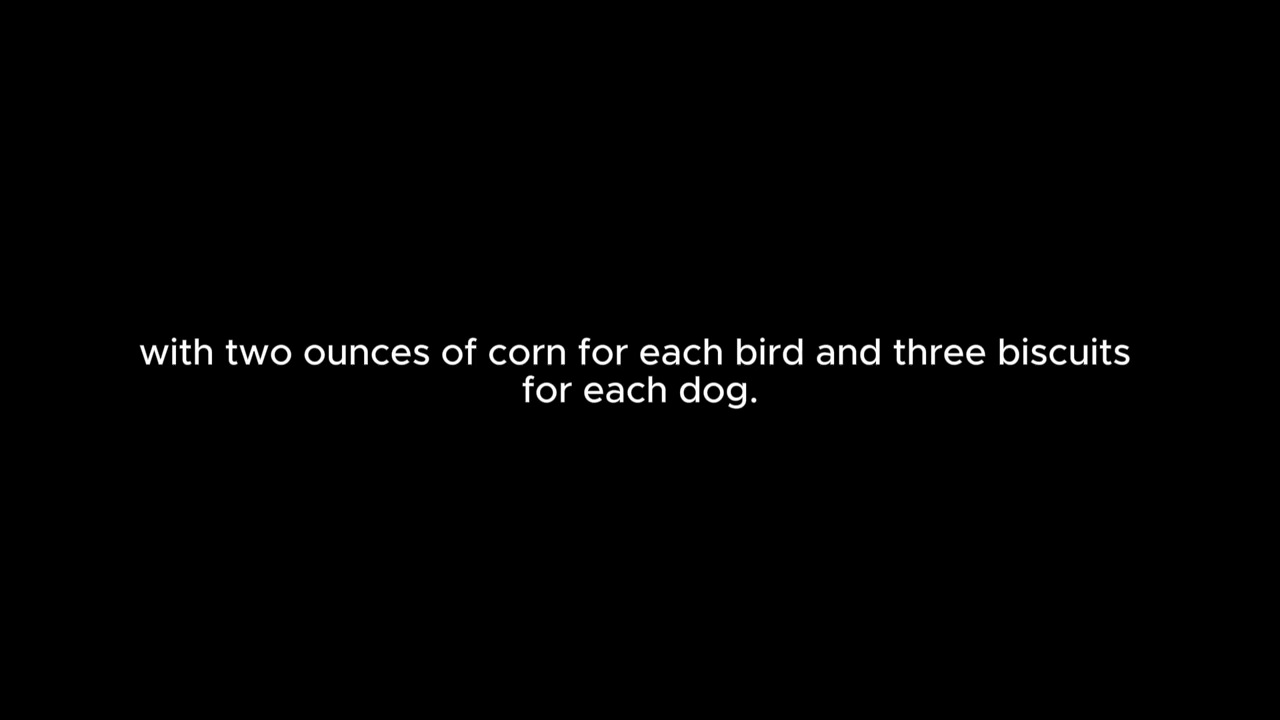 with two ounces of corn for each bird and three biscuits
for each dog.